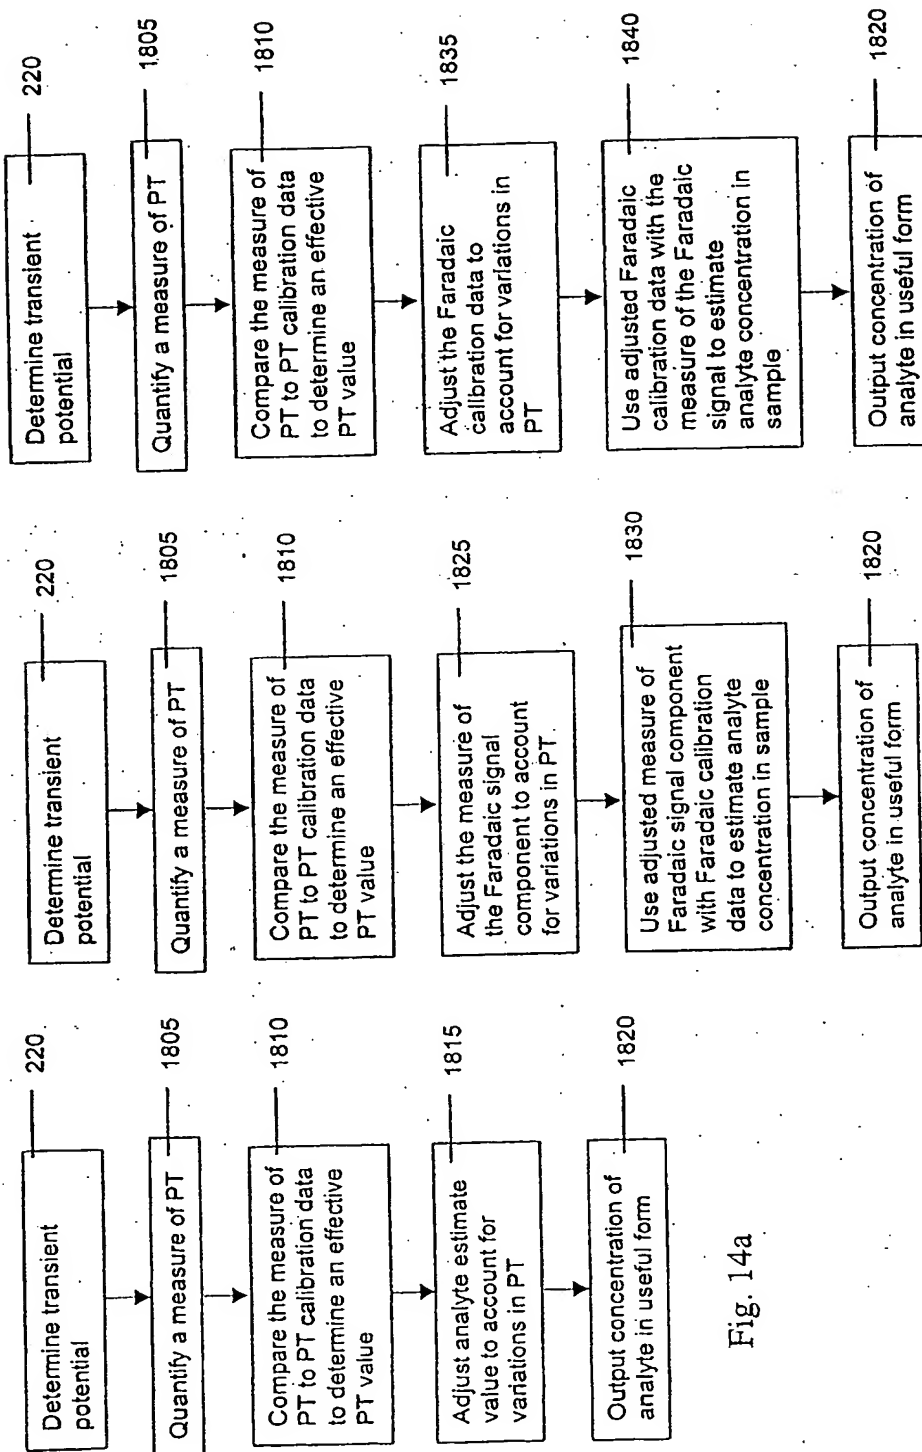 Determine transient
potential
220
Quantify a measure of PT
1805
Compare the measure of
PT to PT calibration data
to determine an effective
PT value
1810
Adjust analyte estimate
value to account for
variations in PT
1815
Output concentration of
analyte in useful form
1820
Fig. 14a
Determine transient
potential
220
Quantify a measure of PT
1805
Compare the measure of
PT to PT calibration data
to determine an effective
PT value
1810
Adjust the measure of
the Faradaic signal
component to account
for variations in PT
1825
Use adjusted measure of
Faradaic signal component
with Faradaic calibration
data to estimate analyte
concentration in sample
1830
Output concentration of
analyte in useful form
1820
Determine transient
potential
220
Quantify a measure of PT
1805
Compare the measure of
PT to PT calibration data
to determine an effective
PT value
1810
Adjust the Faradaic
calibration data to
account for variations in
PT
1835
Use adjusted Faradaic
calibration data with the
measure of the Faradaic
signal to estimate
analyte concentration in
sample
1840
Output concentration of
analyte in useful form
1820